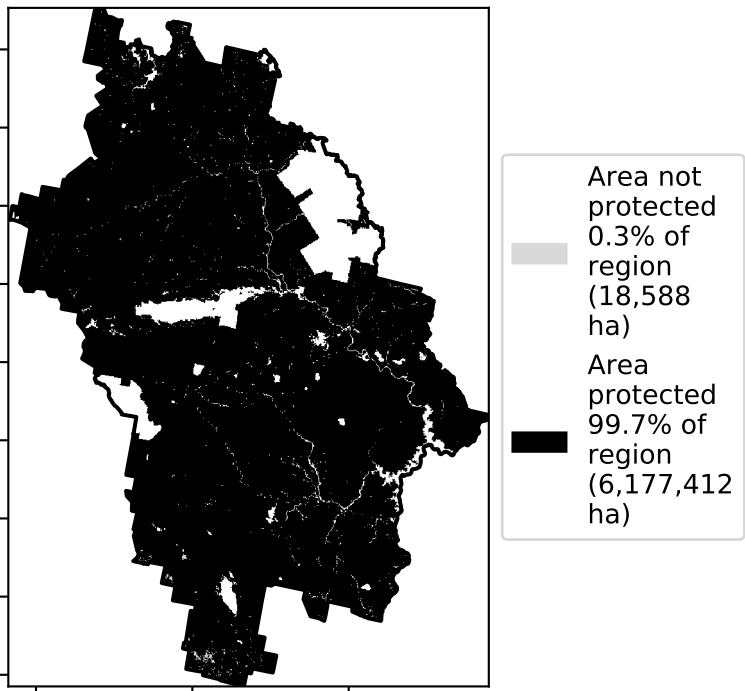 Area not
protected
0.3% of
region
(18,588
ha)
Area
protected
99.7% of
region
(6,177,412
ha)